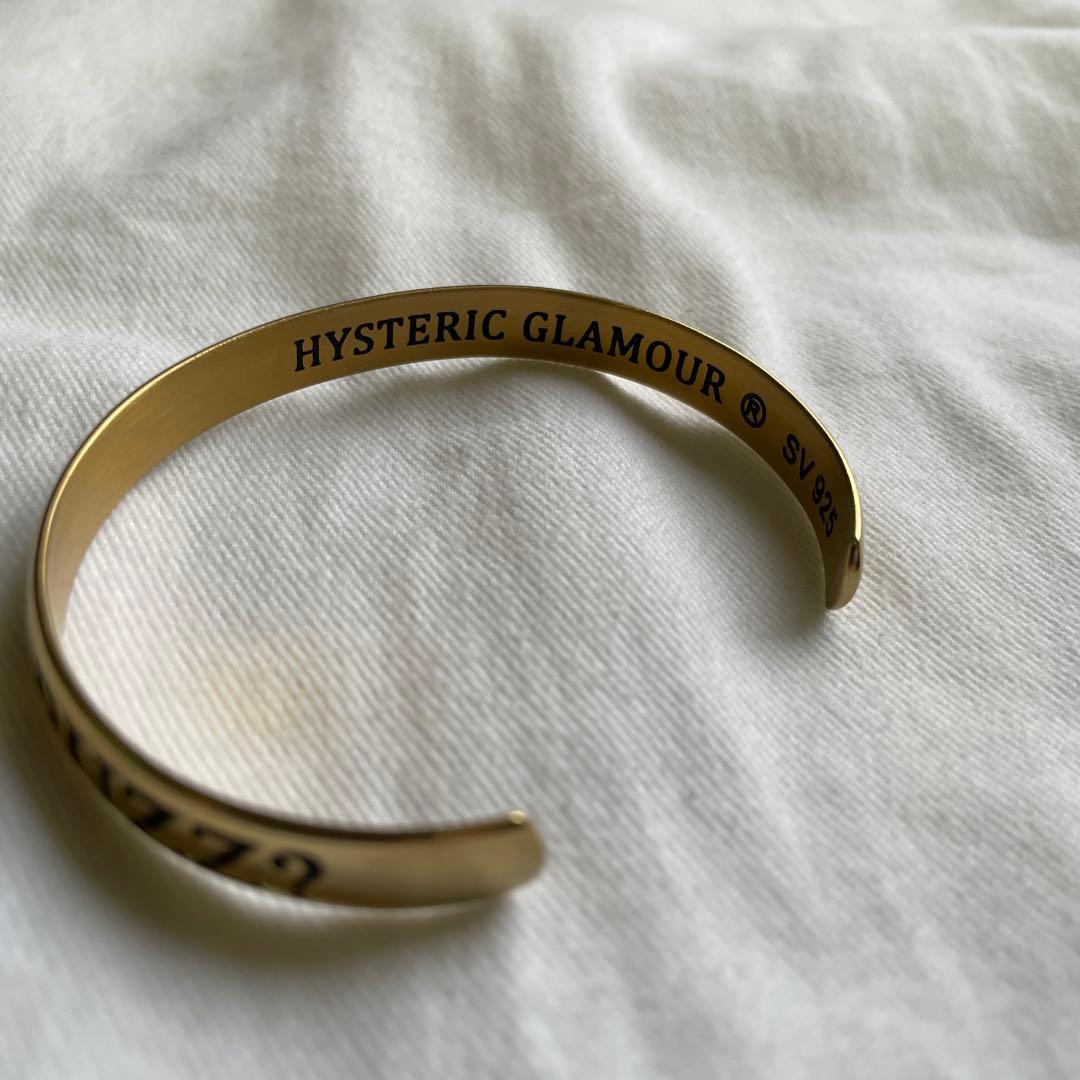 HYSTERIC GLAMOUR ® SV 925